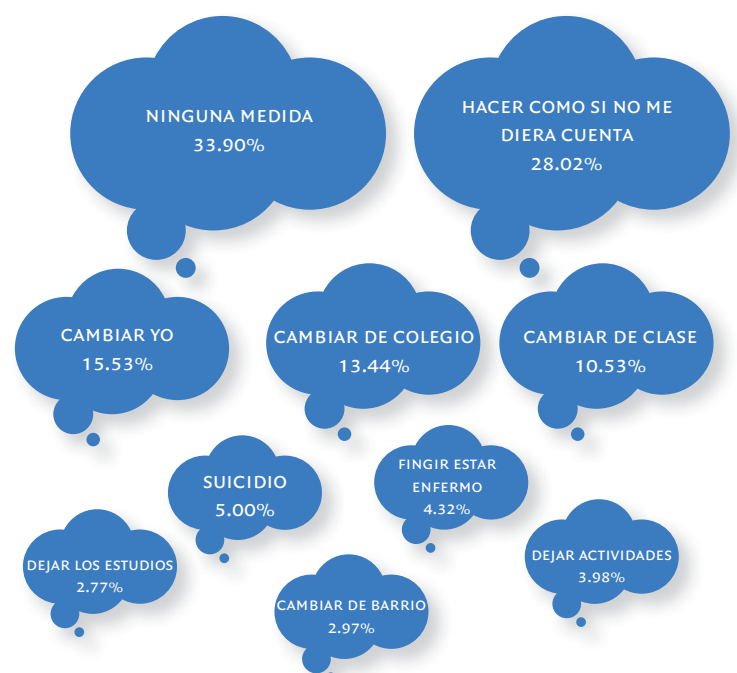 NINGUNA MEDIDA
33.90%
HACER COMO SI NO ME
DIERA CUENTA
28.02%
CAMBIAR YO
15.53%
CAMBIAR DE COLEGIO
13.44%
CAMBIAR DE CLASE
10.53%
SUICIDIO
5.00%
FINGIR ESTAR
ENFERMO
4.32%
DEJAR LOS ESTUDIOS
2.77%
CAMBIAR DE BARRIO
2.97%
DEJAR ACTIVIDADES
3.98%